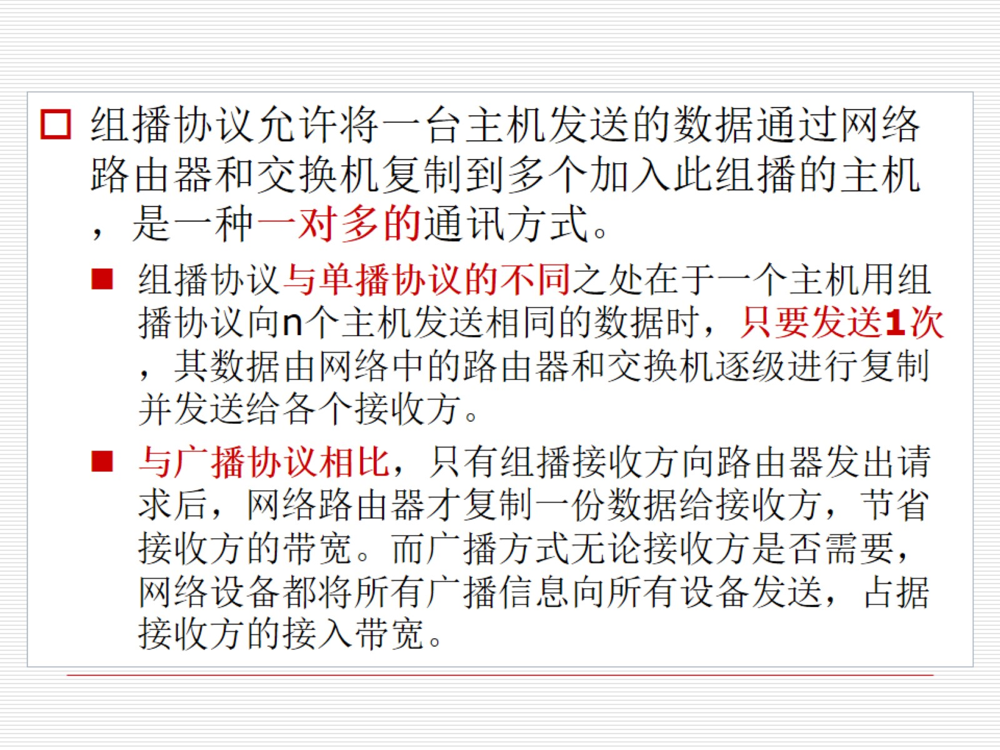 组播协议允许将一台主机发送的数据通过网络
路由器和交换机复制到多个加入此组播的主机
，是一种一对多的通讯方式。
组播协议与单播协议的不同之处在于一个主机用组
播协议向n个主机发送相同的数据时，只要发送1次
，其数据由网络中的路由器和交换机逐级进行复制
并发送给各个接收方。
与广播协议相比，只有组播接收方向路由器发出请
求后，网络路由器才复制一份数据给接收方，节省
接收方的带宽。而广播方式无论接收方是否需要，
网络设备都将所有广播信息向所有设备发送，占据
接收方的接入带宽。